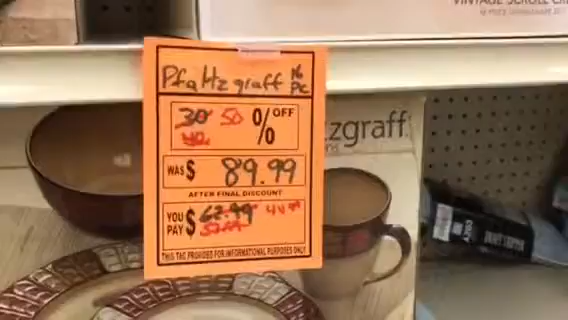 Pfaltzgraff 16 PC
30 50 % OFF
40
WAS $ 89.99
AFTER FINAL DISCOUNT
YOU PAY $ 62.99 44.99
53.99
THIS TAG PROVIDED FOR INFORMATIONAL PURPOSES ONLY
tzgraff